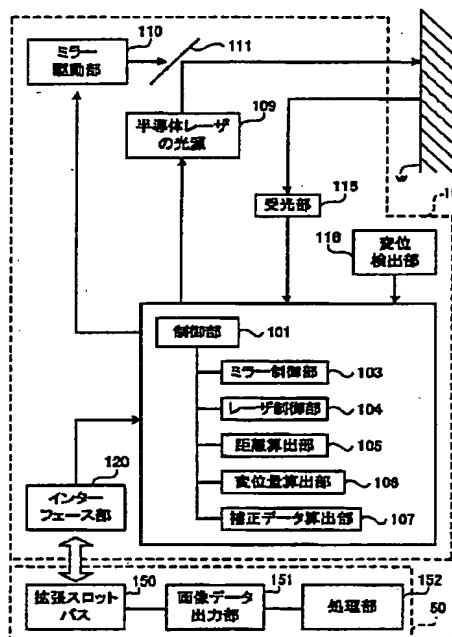 110
ミラー
駆動部
111
109
半導体レーザ
の光源
W
115
受光部
116
変位
検出部
制御部
101
ミラー制御部
103
レーザ制御部
104
距離算出部
105
変位量算出部
106
補正データ算出部
107
120
インター
フェース部
150
拡張スロット
バス
151
画像データ
出力部
152
処理部
50